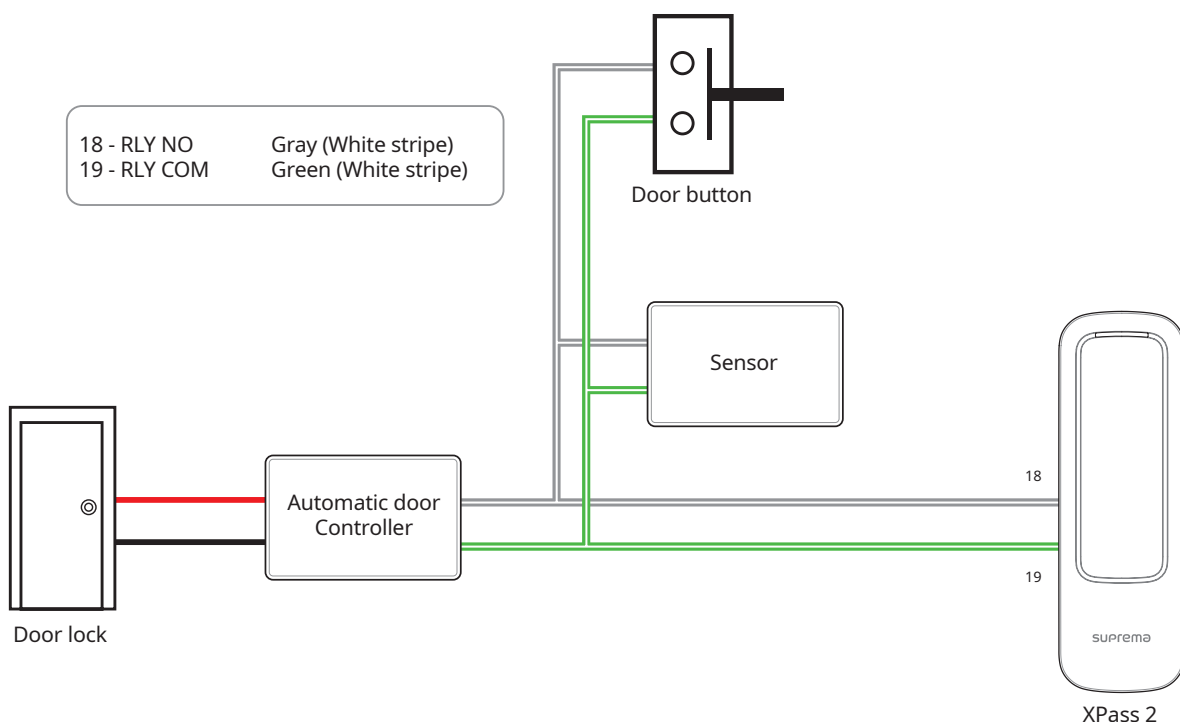 18 - RLY NO Gray (White stripe)
19 - RLY COM Green (White stripe)
Door button
Sensor
18
Automatic door
Controller
19
Door lock
suprema
XPass 2